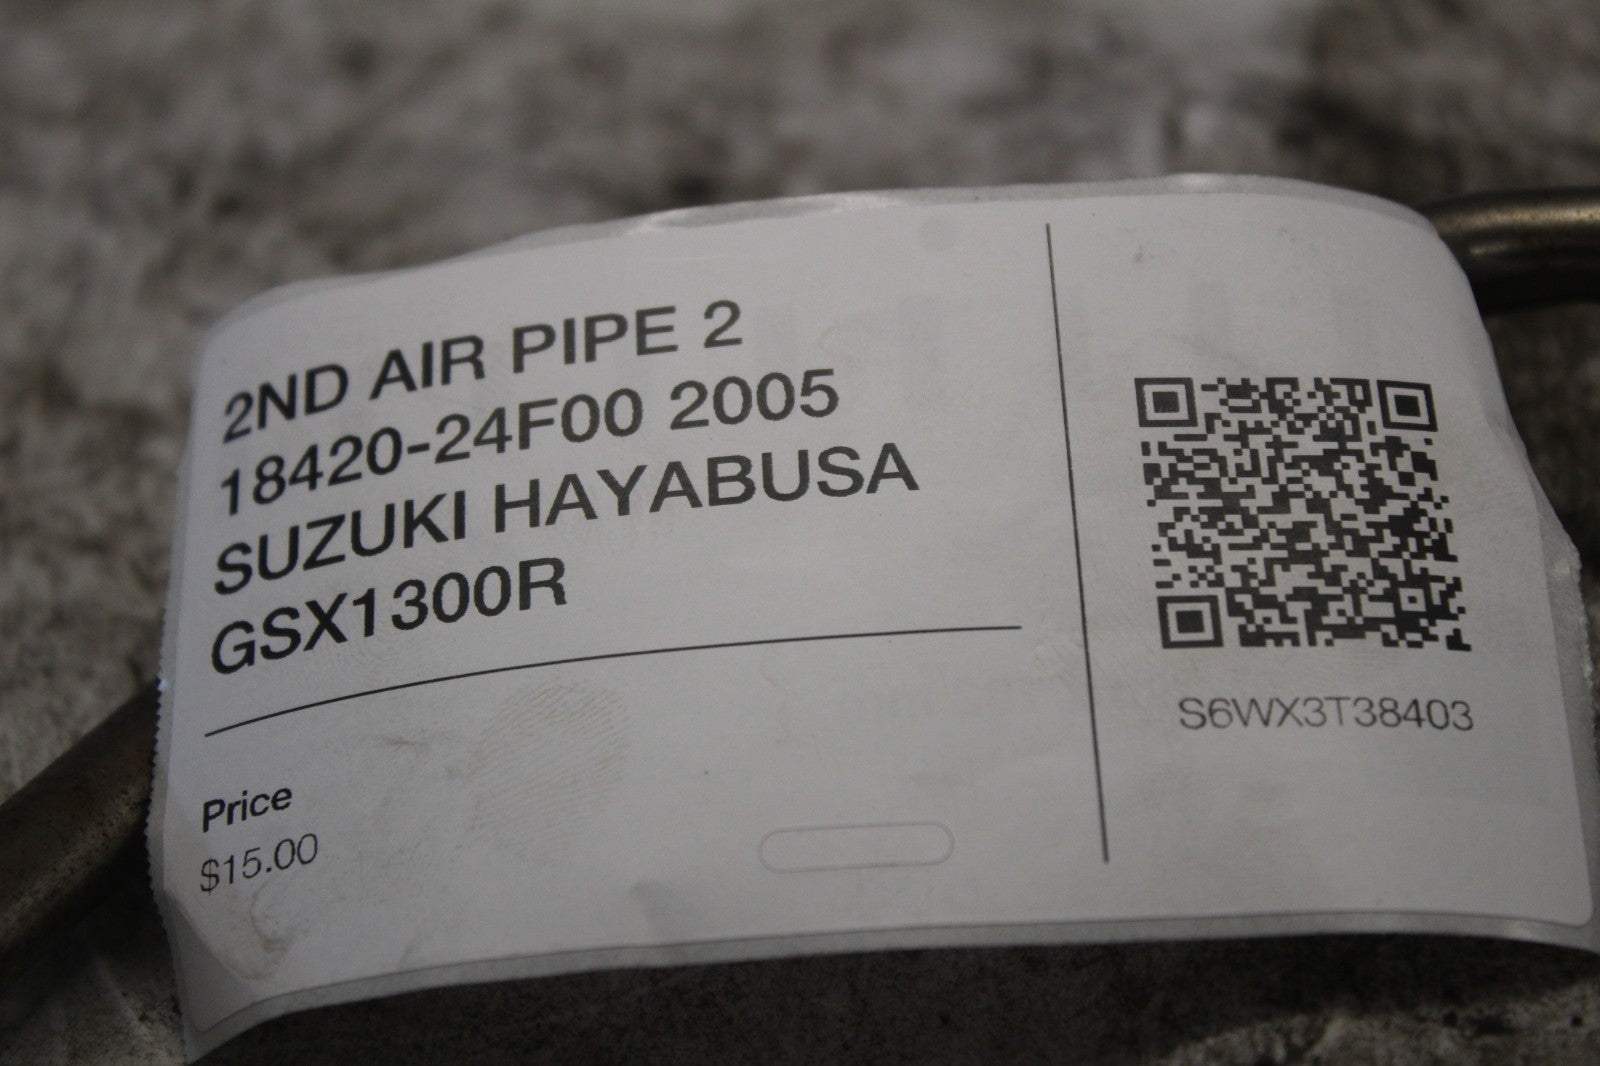 2ND AIR PIPE 2
18420-24F00 2005
SUZUKI HAYABUSA
GSX1300R
Price
$15.00
S6WX3T38403